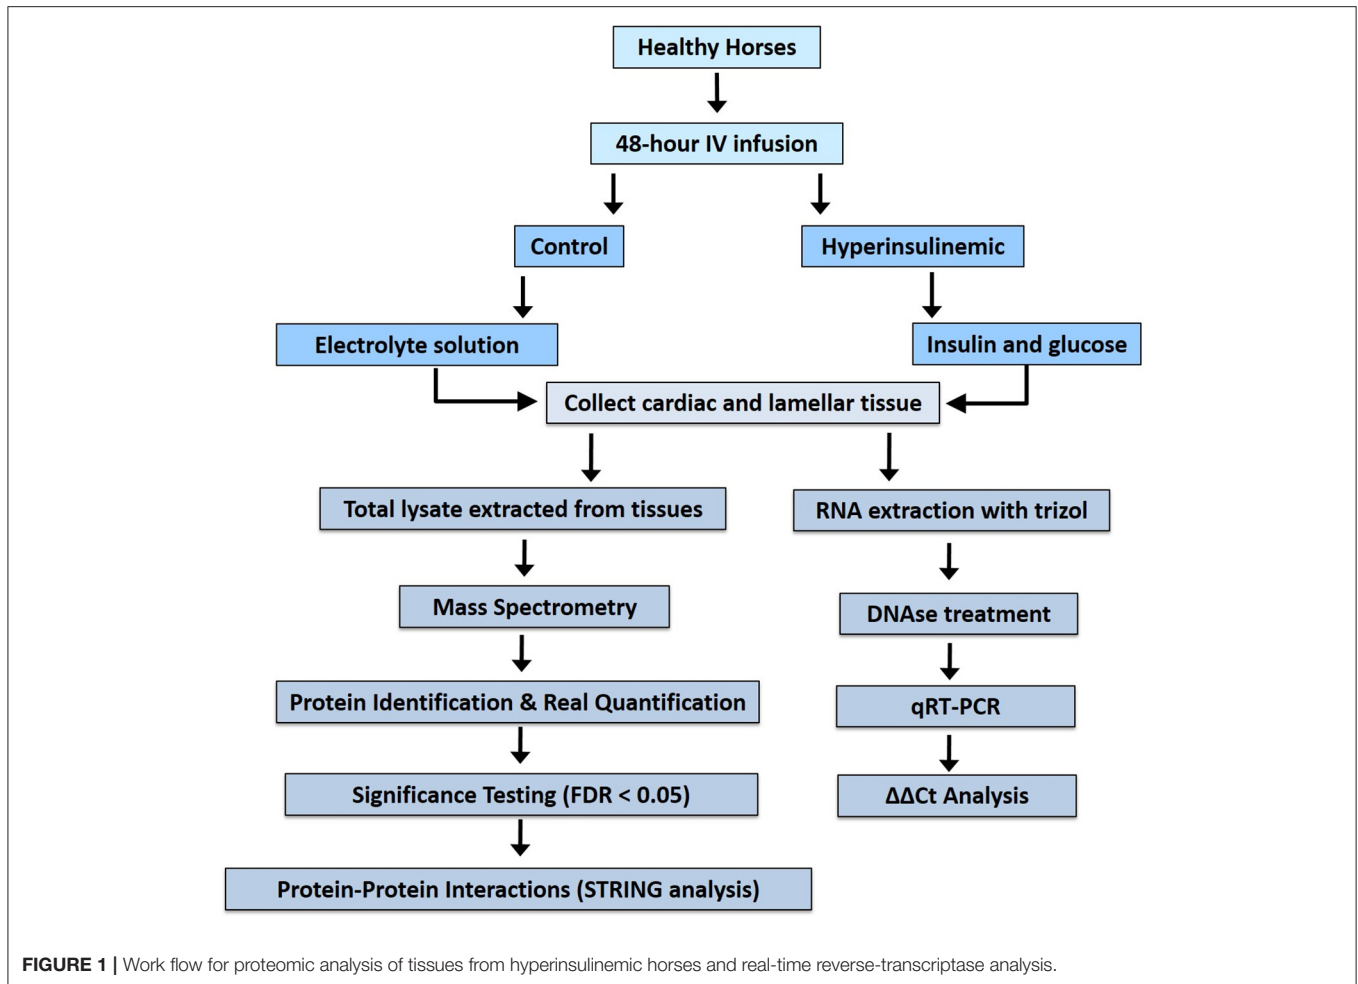 Healthy Horses
48-hour IV infusion
Control
Hyperinsulinemic
Electrolyte solution
Insulin and glucose
Collect cardiac and lamellar tissue
Total lysate extracted from tissues
RNA extraction with trizol
Mass Spectrometry
DNAse treatment
Protein Identification & Real Quantification
qRT-PCR
Significance Testing (FDR < 0.05)
ΔΔCt Analysis
Protein-Protein Interactions (STRING analysis)
FIGURE 1 | Work flow for proteomic analysis of tissues from hyperinsulinemic horses and real-time reverse-transcriptase analysis.